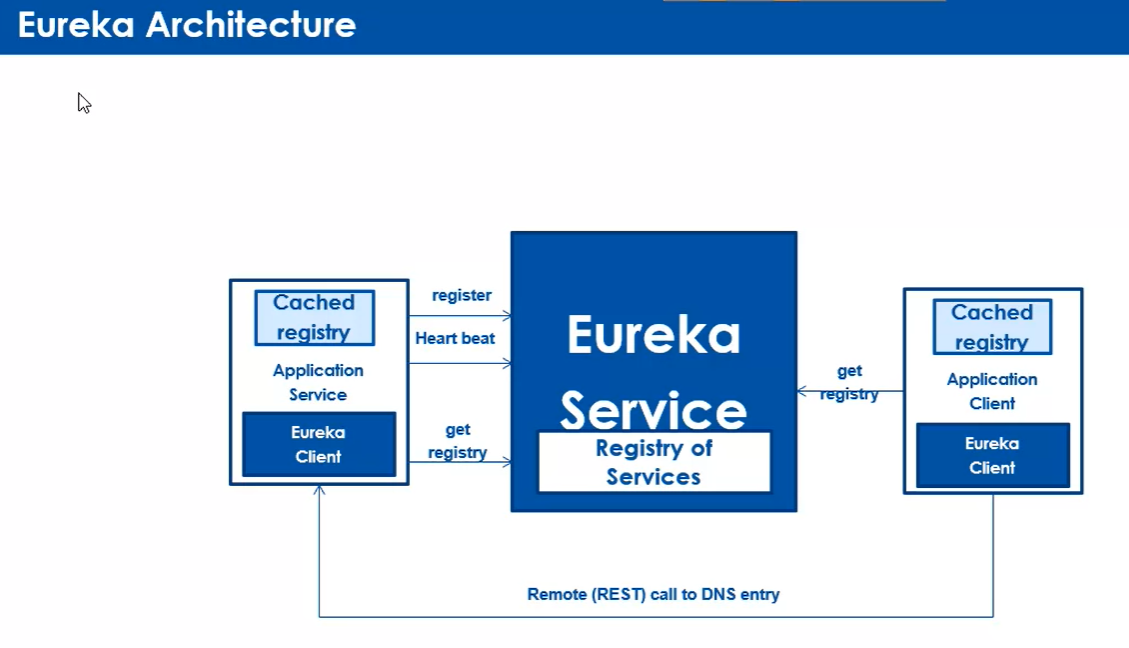 Eureka Architecture
Cached
registry
Application
Service
Eureka
Client
register
Heart beat
get
registry
Eureka
Service
Registry of
Services
get
registry
Cached
registry
Application
Client
Eureka
Client
Remote (REST) call to DNS entry